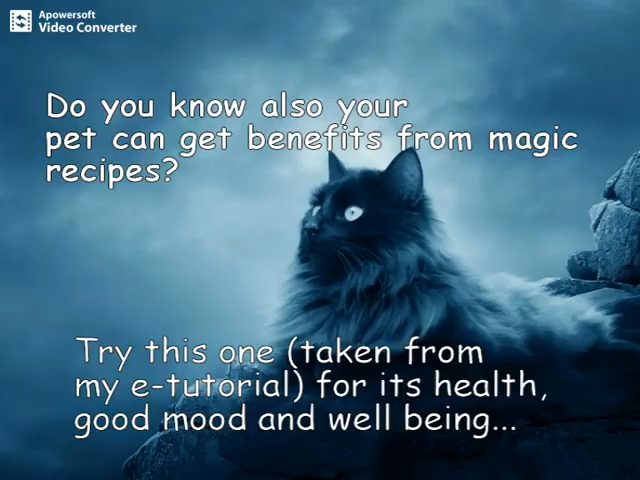 Apowersoft
Video Converter
Do you know also your
pet can get benefits from magic
recipes?
Try this one (taken from
my e-tutorial) for its health,
good mood and well being...